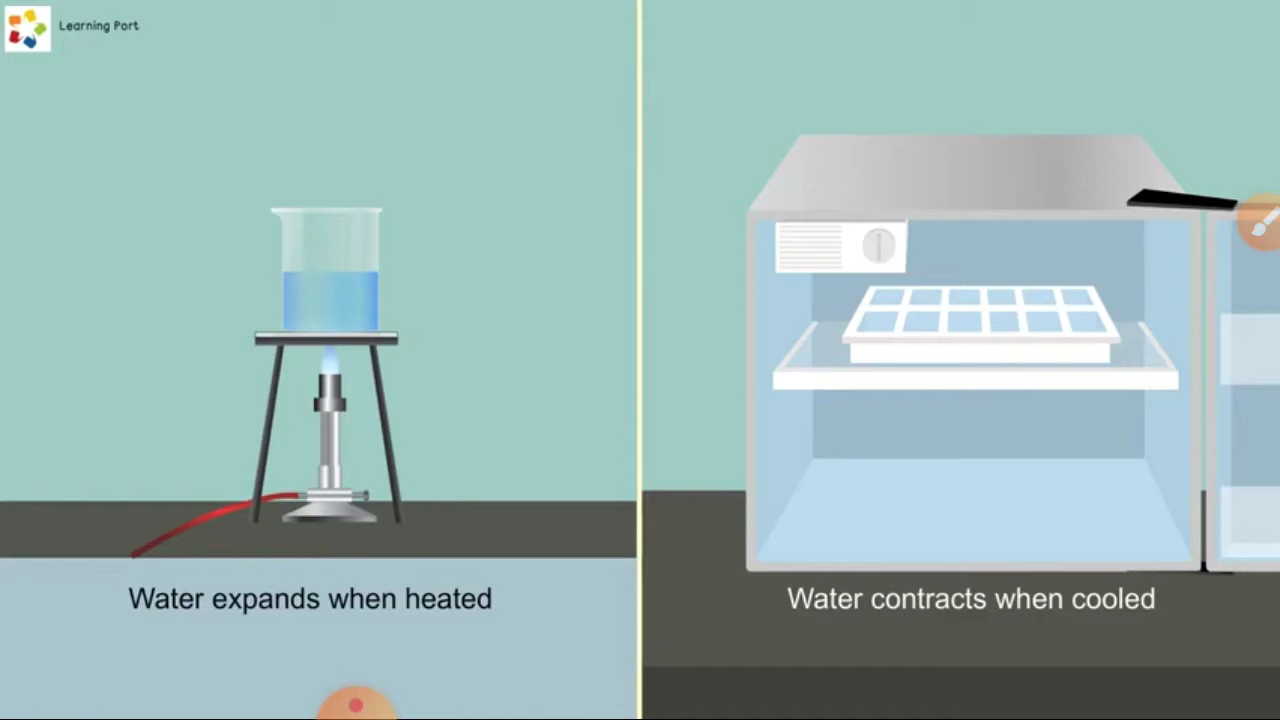 Learning Port
Water expands when heated
Water contracts when cooled